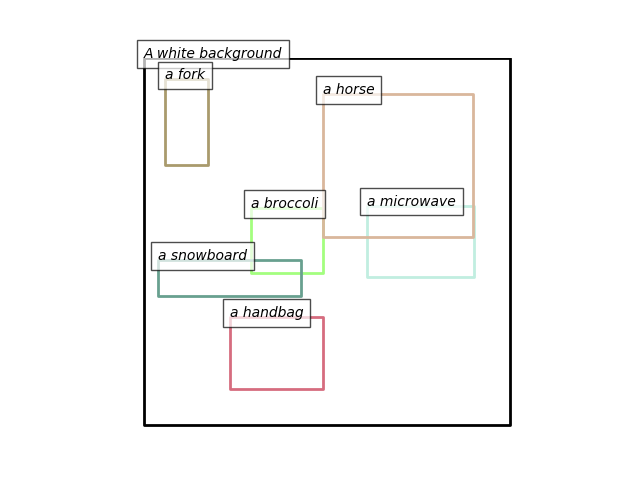 A white background
a fork
a horse
a microwave
a broccoli
a snowboard
a handbag